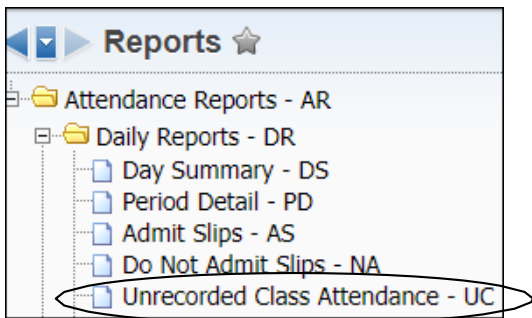 Reports
Attendance Reports - AR
Daily Reports - DR
Day Summary - DS
Period Detail - PD
Admit Slips - AS
Do Not Admit Slips - NA
Unrecorded Class Attendance - UC